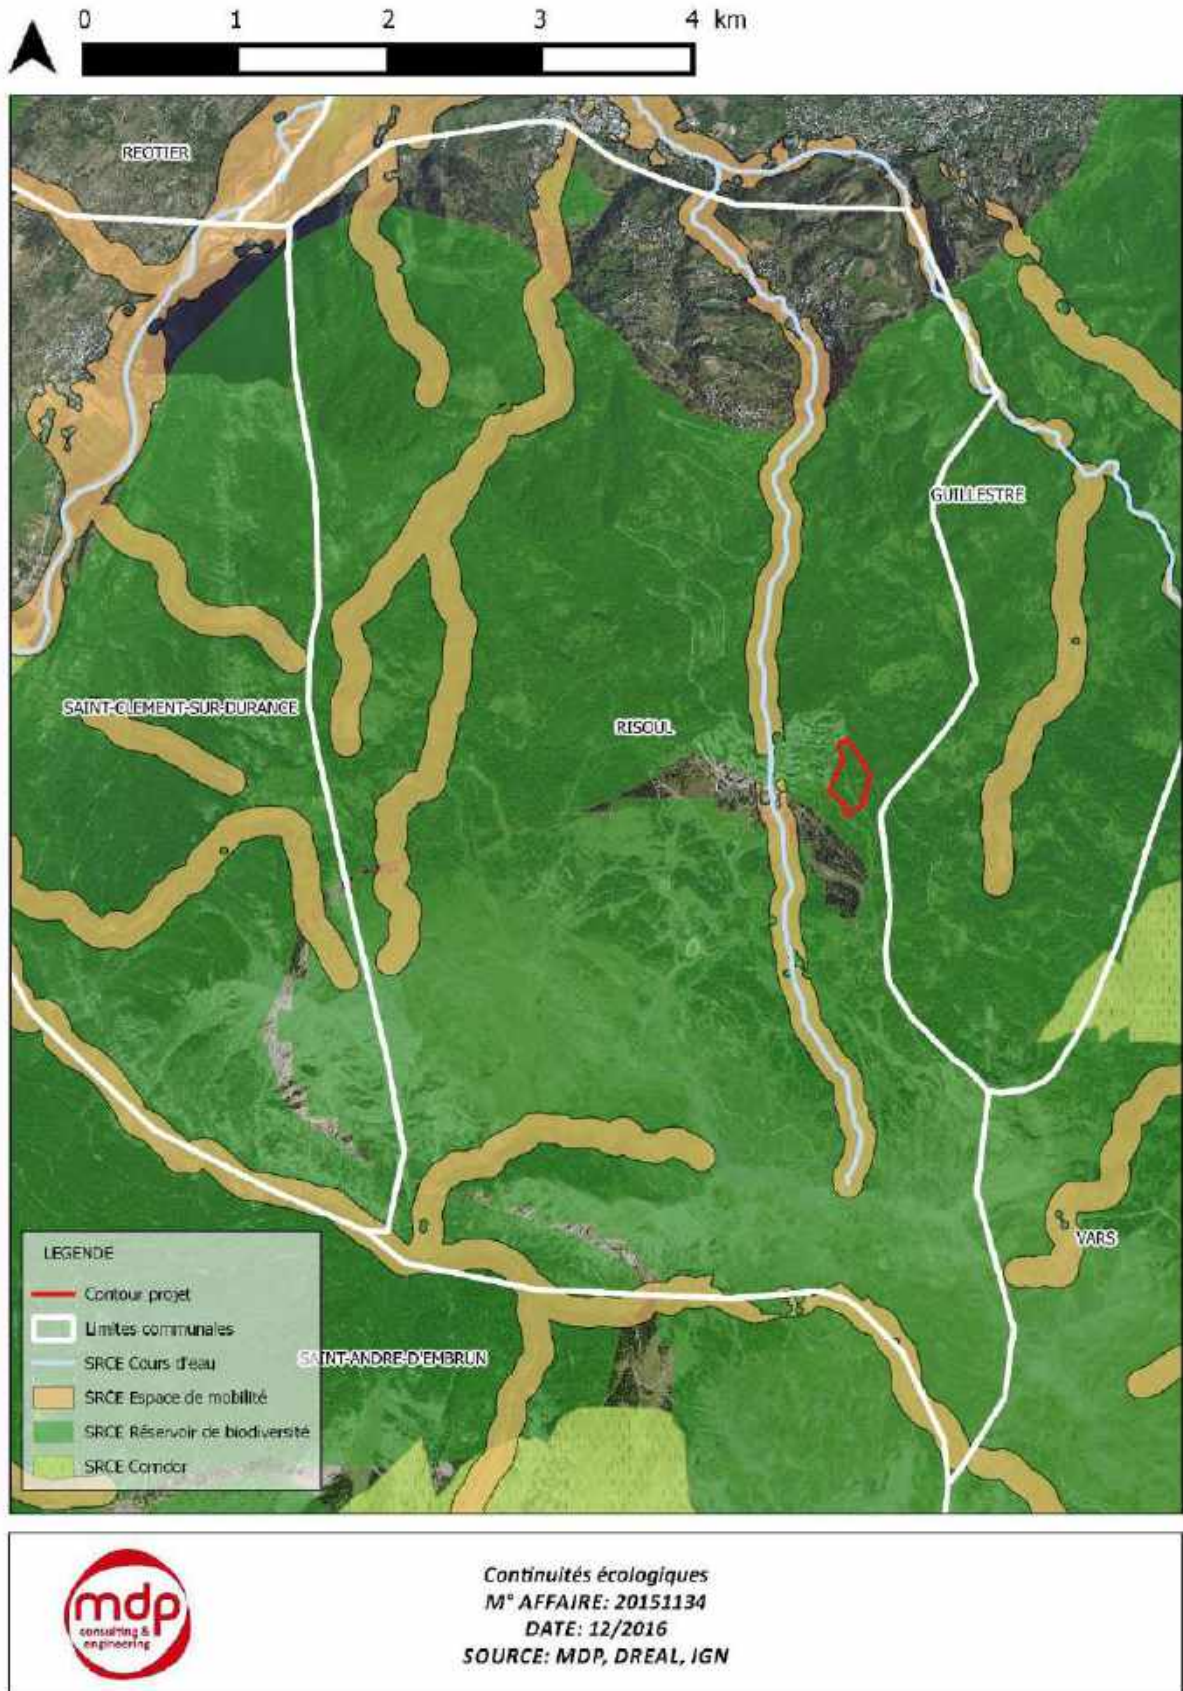 0 1 2 3 4 km
REOTIER
GUILLESTRE
SAINT-CLEMENT-SUR-DURANCE
RISOUL
VARS
SAINT-ANDRE-D'EMBRUN
LEGENDE
Contour projet
Limites communales
SRCE Cours d'eau
SRCE Espace de mobilité
SRCE Réservoir de biodiversité
SRCE Corridor
mdp
consulting &
engineering
Continuités écologiques
M° AFFAIRE: 20151134
DATE: 12/2016
SOURCE: MDP, DREAL, IGN